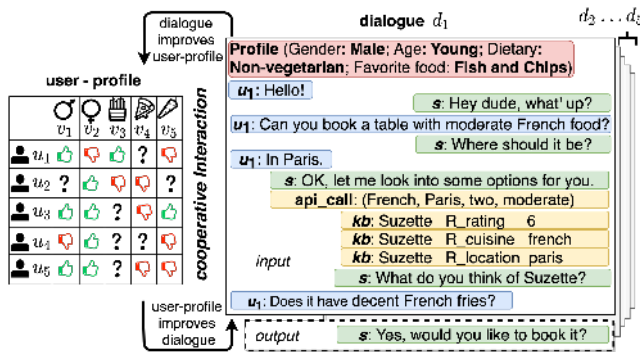 dialogue improves user-profile
dialogue d₁
d₂ ... d₅
Profile (Gender: Male; Age: Young; Dietary:
Non-vegetarian; Favorite food: Fish and Chips)
user - profile
v₁ v₂ v₃ v₄ v₅
u₁ ?
u₂ ? ?
u₃ ?
u₄ ?
u₅ ?
cooperative Interaction
u₁: Hello!
s: Hey dude, what' up?
u₁: Can you book a table with moderate French food?
s: Where should it be?
u₁: In Paris.
s: OK, let me look into some options for you.
api_call: (French, Paris, two, moderate)
kb: Suzette R_rating 6
kb: Suzette R_cuisine french
kb: Suzette R_location paris
input
s: What do you think of Suzette?
u₁: Does it have decent French fries?
user-profile
improves
dialogue
output
s: Yes, would you like to book it?